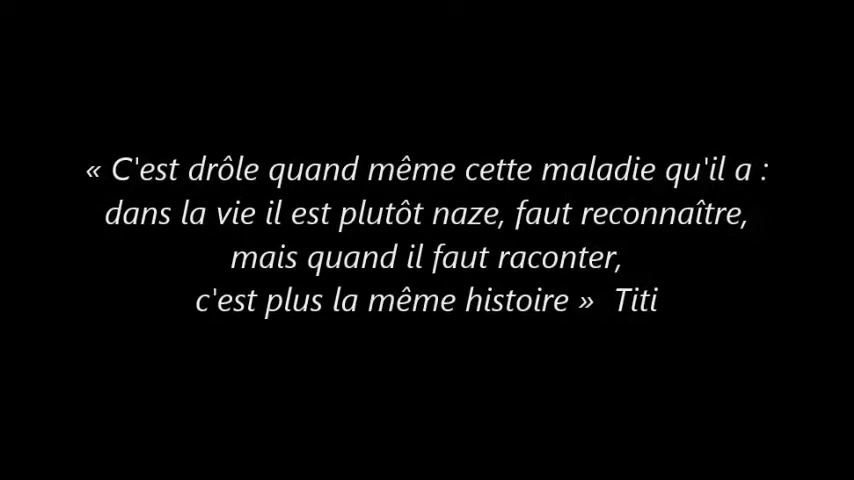 « C'est drôle quand même cette maladie qu'il a :
dans la vie il est plutôt naze, faut reconnaître,
mais quand il faut raconter,
c'est plus la même histoire »  Titi